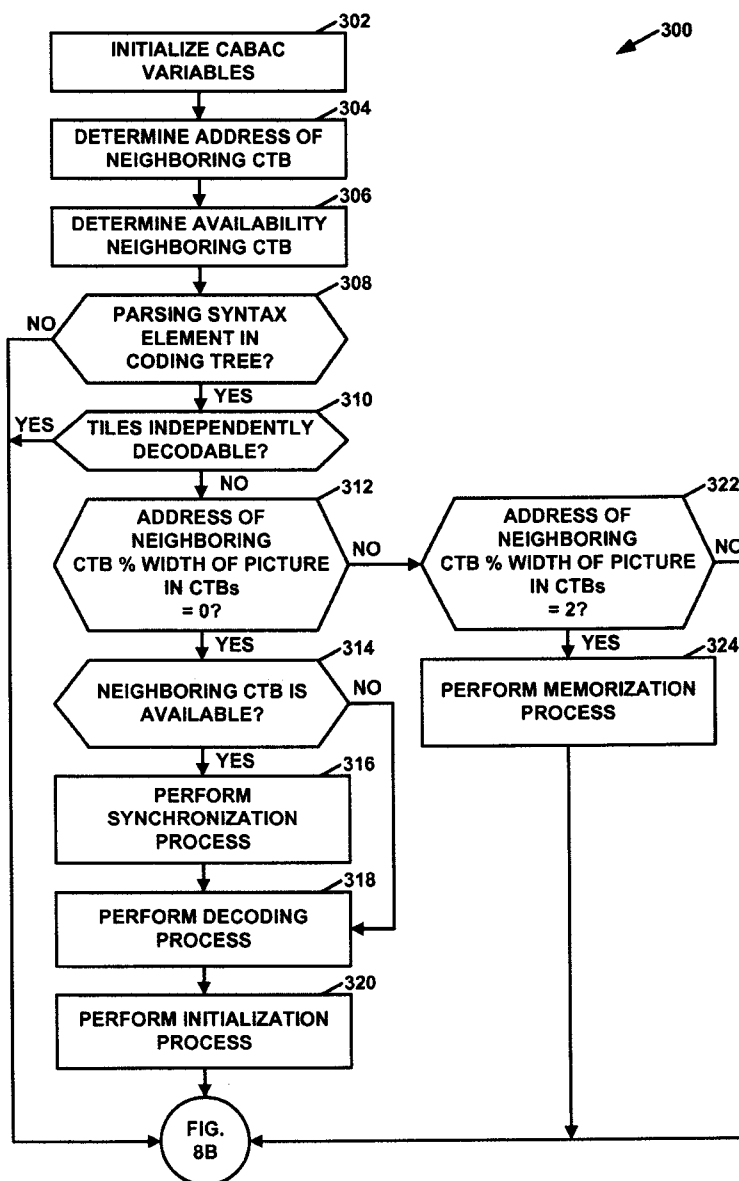 300
302
INITIALIZE CABAC
VARIABLES
304
DETERMINE ADDRESS OF
NEIGHBORING CTB
306
DETERMINE AVAILABILITY
NEIGHBORING CTB
308
PARSING SYNTAX
ELEMENT IN
CODING TREE?
NO
YES
310
TILES INDEPENDENTLY
DECODABLE?
YES
NO
312
ADDRESS OF
NEIGHBORING
CTB % WIDTH OF PICTURE
IN CTBs
= 0?
NO
YES
322
ADDRESS OF
NEIGHBORING
CTB % WIDTH OF PICTURE
IN CTBs
= 2?
NO
YES
314
NEIGHBORING CTB IS
AVAILABLE?
NO
YES
324
PERFORM MEMORIZATION
PROCESS
316
PERFORM
SYNCHRONIZATION
PROCESS
318
PERFORM DECODING
PROCESS
320
PERFORM INITIALIZATION
PROCESS
FIG.
8B